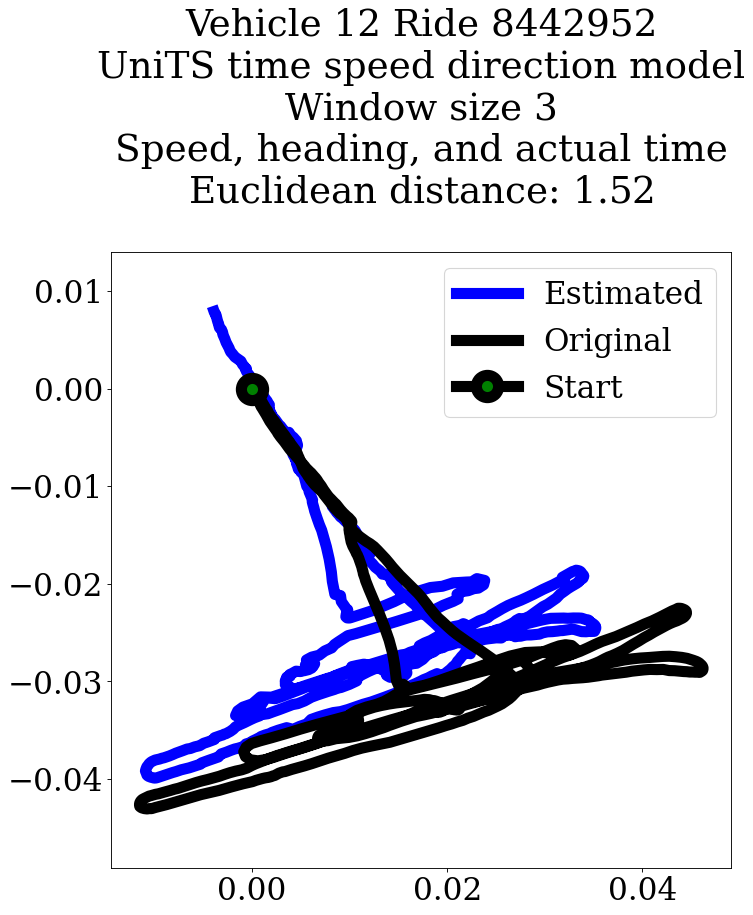 Vehicle 12 Ride 8442952
UniTS time speed direction model
Window size 3
Speed, heading, and actual time
Euclidean distance: 1.52
Estimated
Original
Start
0.01
0.00
−0.01
−0.02
−0.03
−0.04
0.00
0.02
0.04